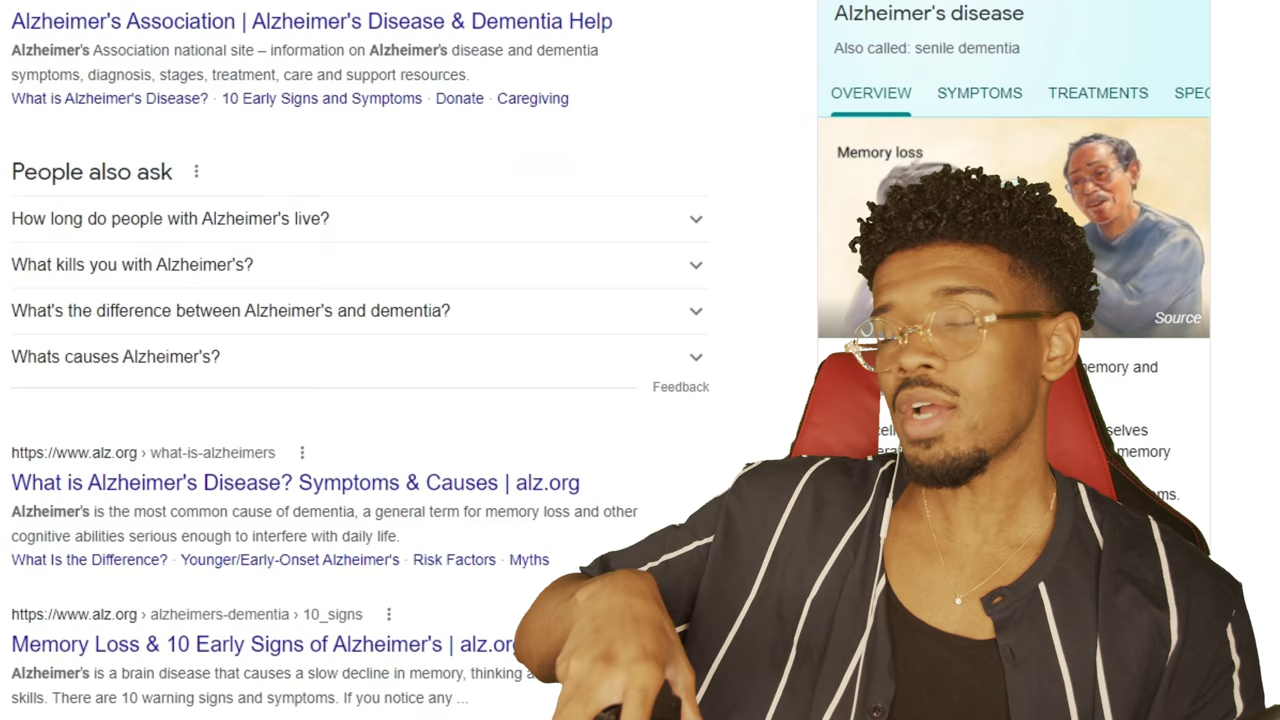 Alzheimer's Association | Alzheimer's Disease & Dementia Help
Alzheimer's Association national site – information on Alzheimer's disease and dementia
symptoms, diagnosis, stages, treatment, care and support resources.
What is Alzheimer's Disease? · 10 Early Signs and Symptoms · Donate · Caregiving
People also ask
How long do people with Alzheimer's live?
What kills you with Alzheimer's?
What's the difference between Alzheimer's and dementia?
Whats causes Alzheimer's?
Feedback
https://www.alz.org › what-is-alzheimers
What is Alzheimer's Disease? Symptoms & Causes | alz.org
Alzheimer's is the most common cause of dementia, a general term for memory loss and other
cognitive abilities serious enough to interfere with daily life.
What Is the Difference? · Younger/Early-Onset Alzheimer's · Risk Factors · Myths
https://www.alz.org › alzheimers-dementia › 10_signs
Memory Loss & 10 Early Signs of Alzheimer's | alz.org
Alzheimer's is a brain disease that causes a slow decline in memory, thinking a
skills. There are 10 warning signs and symptoms. If you notice any ...
Alzheimer's disease
Also called: senile dementia
OVERVIEW SYMPTOMS TREATMENTS SPEC
Memory loss
Source
memory and
selves
memory